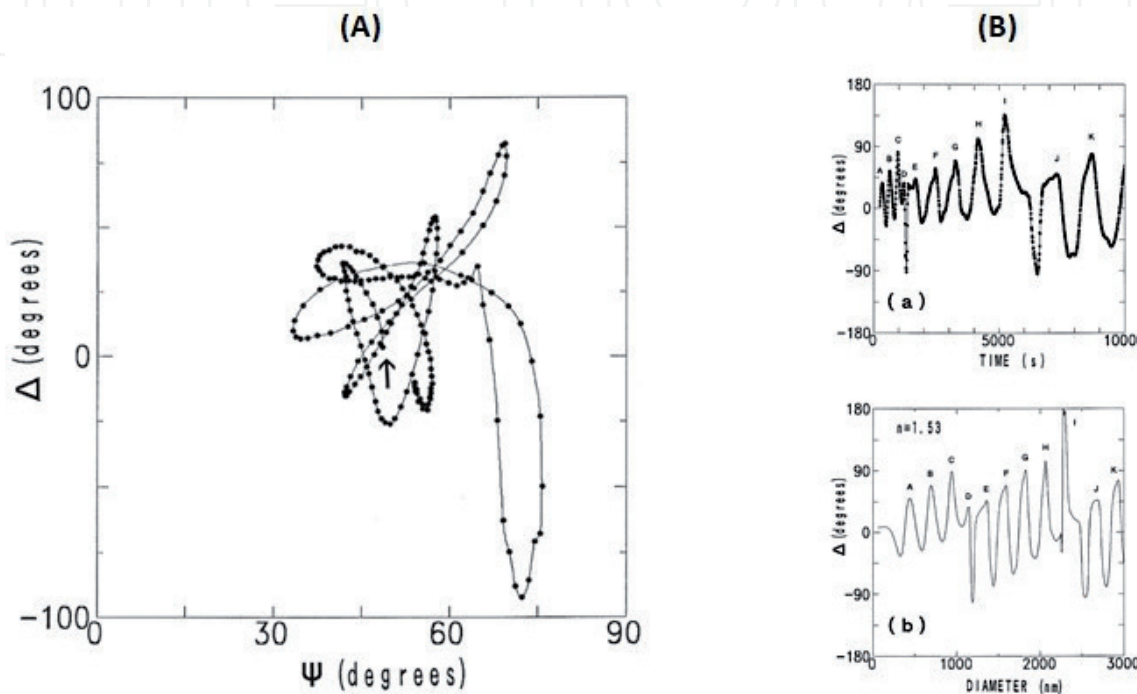 (A)
100
0
−100
Δ (degrees)
0
30
60
90
Ψ (degrees)
(B)
180
90
0
-90
-180
Δ (degrees)
A
B
C
D
E
F
G
H
I
J
K
(a)
0
5000
1000
TIME (s)
180
90
0
-90
-180
Δ (degrees)
n=1.53
A
B
C
D
E
F
G
H
I
J
K
(b)
0
1000
2000
3000
DIAMETER (nm)